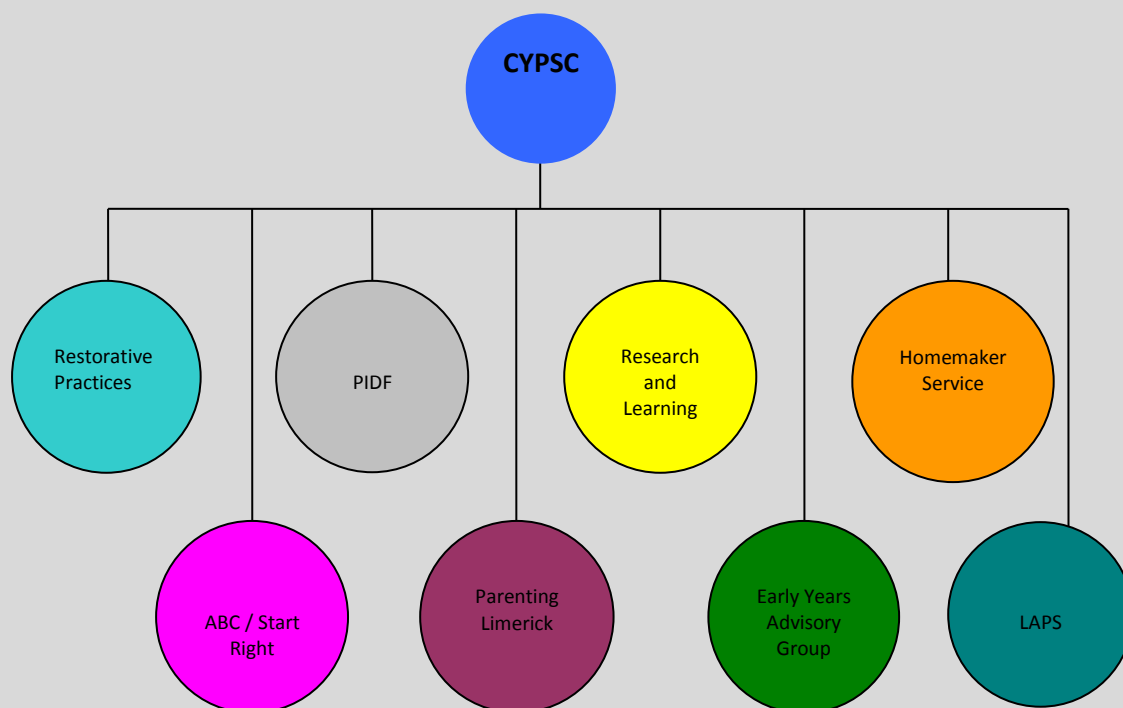 CYPSC
Restorative
Practices
PIDF
Research
and
Learning
Homemaker
Service
ABC / Start
Right
Parenting
Limerick
Early Years
Advisory
Group
LAPS